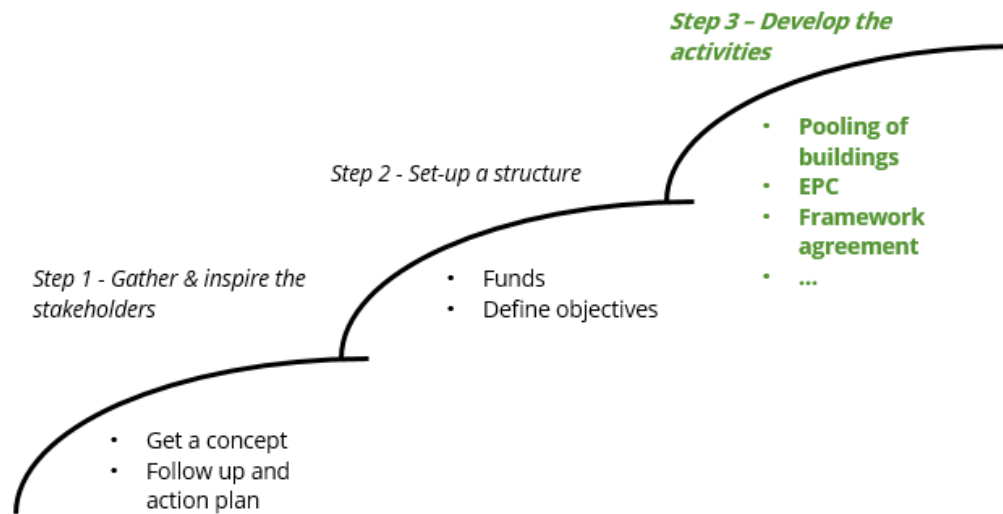 Step 3 – Develop the
activities
• Pooling of
buildings
• EPC
• Framework
agreement
• ...
Step 2 - Set-up a structure
• Funds
• Define objectives
Step 1 - Gather & inspire the
stakeholders
• Get a concept
• Follow up and
action plan